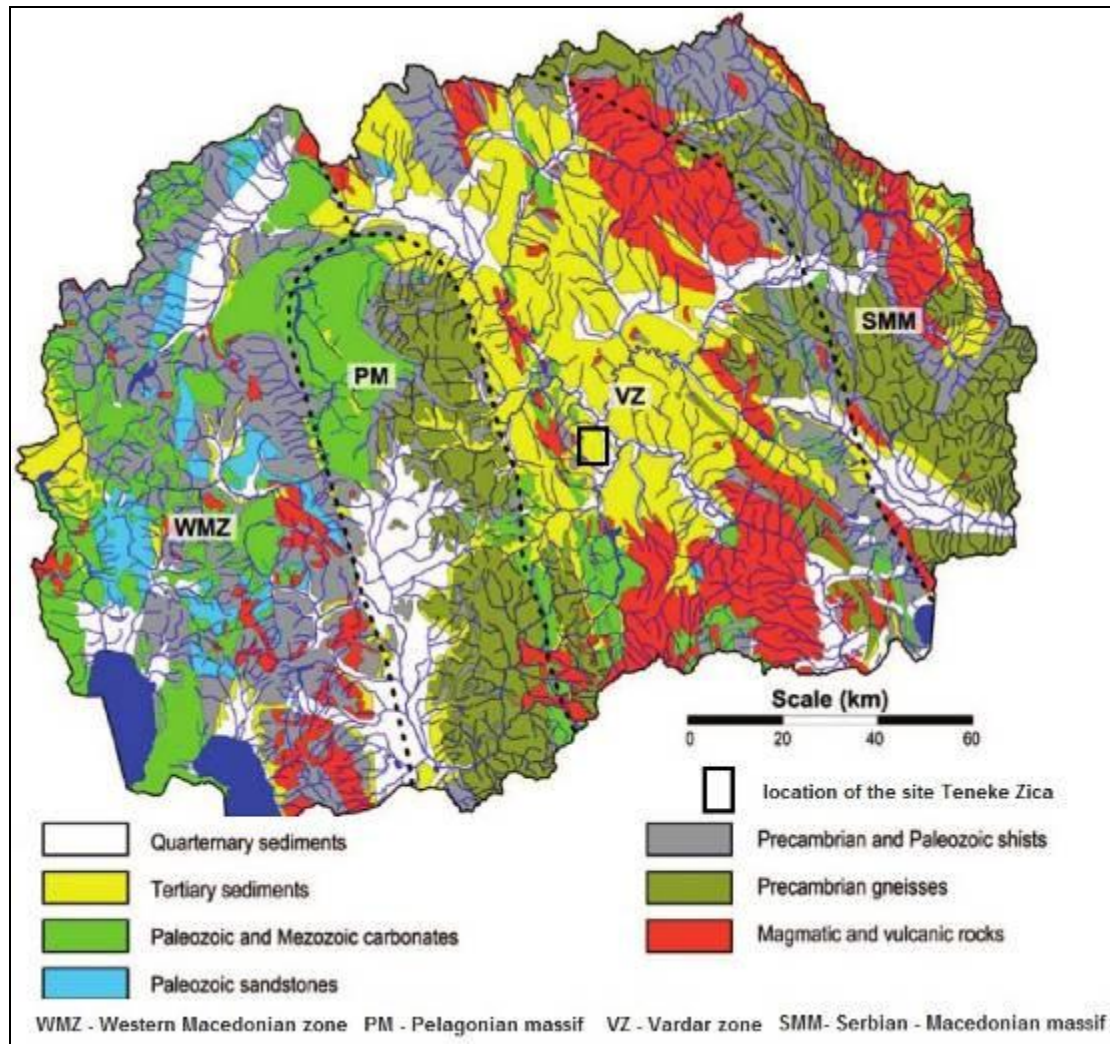 SMM
PM
VZ
WMZ
Scale (km)
0 20 40 60
location of the site Teneke Zica
Quarternary sediments
Precambrian and Paleozoic shists
Tertiary sediments
Precambrian gneisses
Paleozoic and Mezozoic carbonates
Magmatic and vulcanic rocks
Paleozoic sandstones
WMZ - Western Macedonian zone PM - Pelagonian massif VZ - Vardar zone SMM- Serbian - Macedonian massif